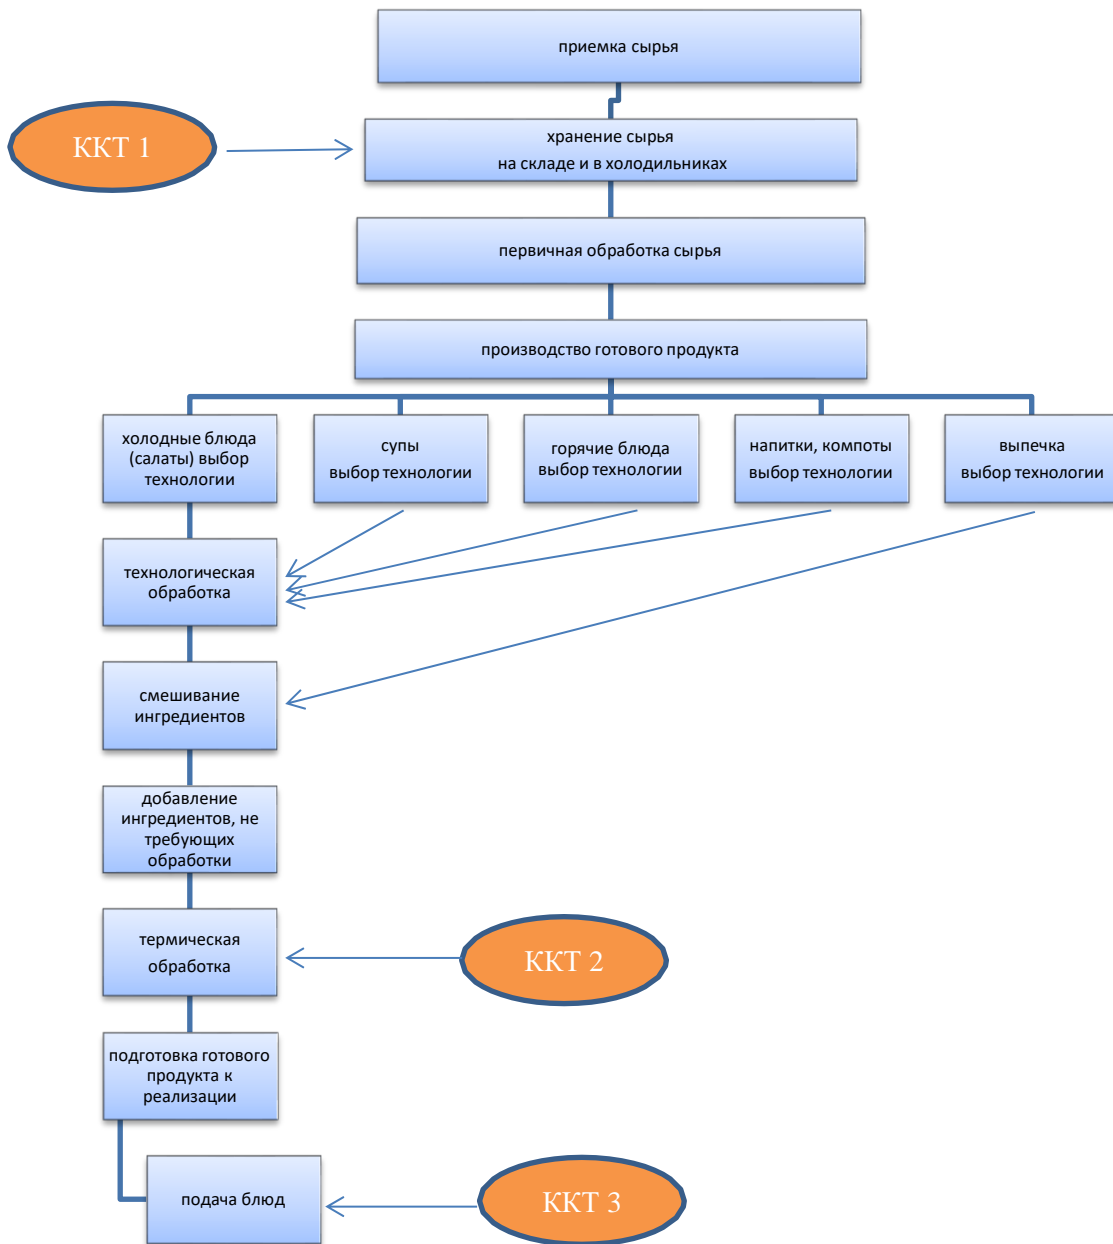 приемка сырья
ККТ 1
хранение сырья
на складе и в холодильниках
первичная обработка сырья
производство готового продукта
холодные блюда
(салаты) выбор
технологии
супы
выбор технологии
горячие блюда
выбор технологии
напитки, компоты
выбор технологии
выпечка
выбор технологии
технологическая
обработка
смешивание
ингредиентов
добавление
ингредиентов, не
требующих
обработки
термическая
обработка
ККТ 2
подготовка готового
продукта к
реализации
подача блюд
ККТ 3